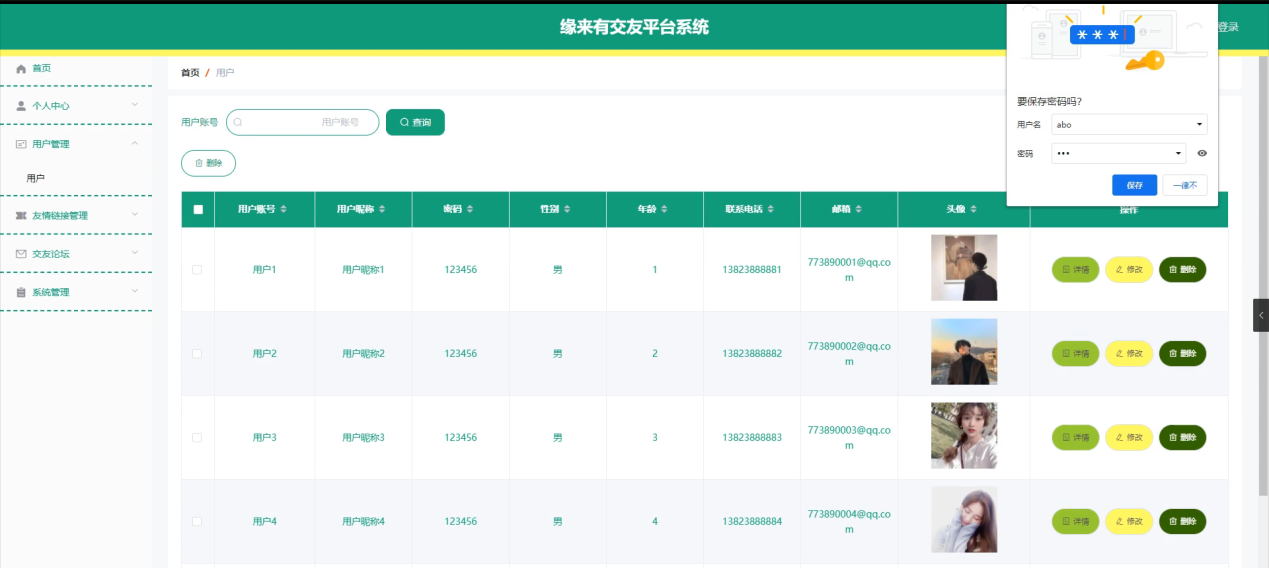 缘来有交友平台系统
登录
***
要保存密码吗?
用户名 abo
密码 •••
保存 一律不
首页
个人中心
用户管理
用户
友情链接管理
交友论坛
系统管理
首页 / 用户
用户账号 用户账号 查询
删除
用户账号 用户昵称 密码 性别 年龄 联系电话 邮箱 头像 操作
用户1 用户昵称1 123456 男 1 13823888881 773890001@qq.co
m
详情 修改 删除
用户2 用户昵称2 123456 男 2 13823888882 773890002@qq.co
m
详情 修改 删除
用户3 用户昵称3 123456 男 3 13823888883 773890003@qq.co
m
详情 修改 删除
用户4 用户昵称4 123456 男 4 13823888884 773890004@qq.co
m
详情 修改 删除